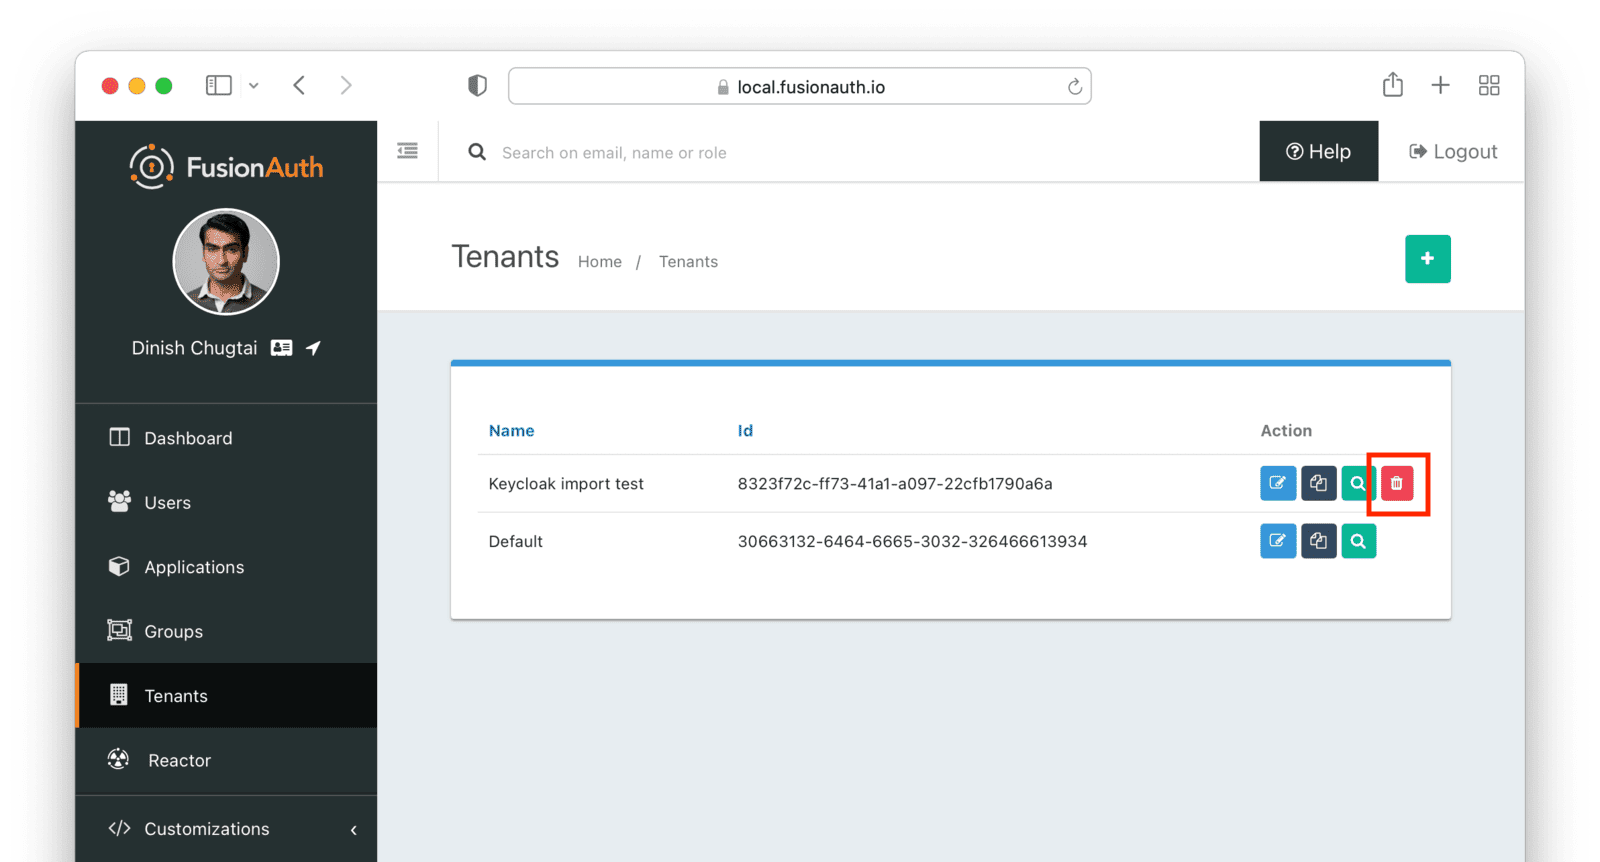 local.fusionauth.io
FusionAuth
Search on email, name or role
Help
Logout
Dinish Chugtai
Tenants
Home / Tenants
Dashboard
Users
Applications
Groups
Tenants
Reactor
Customizations
Name Id Action
Keycloak import test 8323f72c-ff73-41a1-a097-22cfb1790a6a
Default 30663132-6464-6665-3032-326466613934